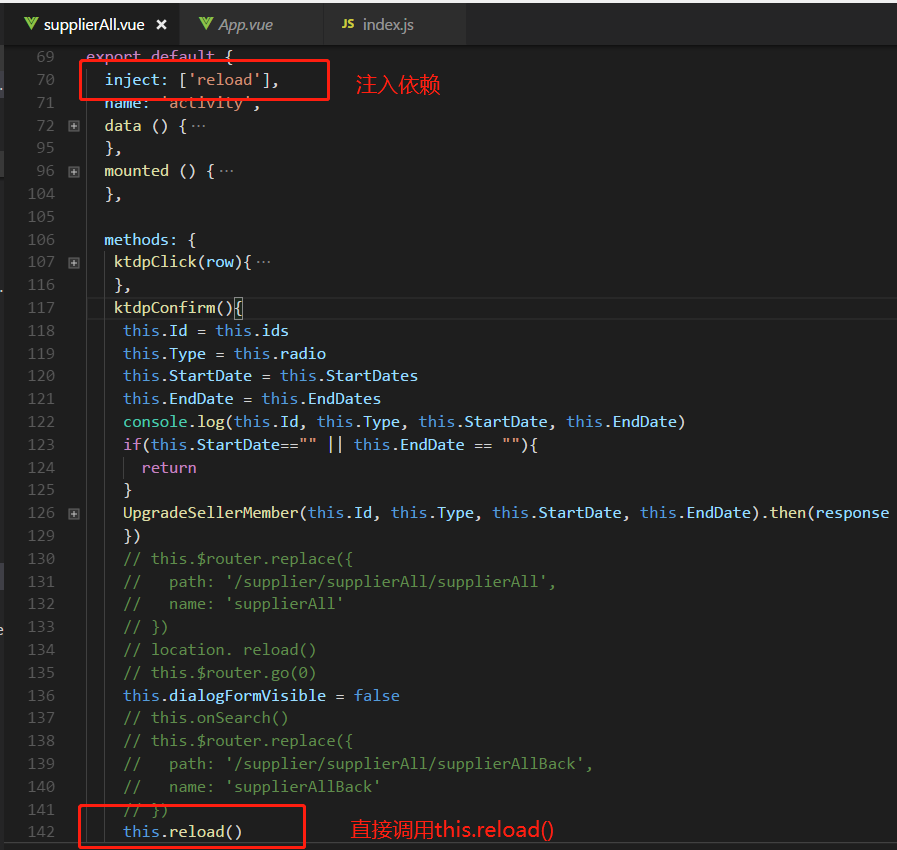 supplierAll.vue × App.vue JS index.js
69 export default {
70 inject: ['reload'], 注入依赖
71 name: 'activity',
72 data () { ···
95 },
96 mounted () { ···
104 },
105
106 methods: {
107 ktdpClick(row){ ···
116 },
117 ktdpConfirm(){
118 this.Id = this.ids
119 this.Type = this.radio
120 this.StartDate = this.StartDates
121 this.EndDate = this.EndDates
122 console.log(this.Id, this.Type, this.StartDate, this.EndDate)
123 if(this.StartDate=="" || this.EndDate == ""){
124 return
125 }
126 UpgradeSellerMember(this.Id, this.Type, this.StartDate, this.EndDate).then(response
129 })
130 // this.$router.replace({
131 // path: '/supplier/supplierAll/supplierAll',
132 // name: 'supplierAll'
133 // })
134 // location. reload()
135 // this.$router.go(0)
136 this.dialogFormVisible = false
137 // this.onSearch()
138 // this.$router.replace({
139 // path: '/supplier/supplierAll/supplierAllBack',
140 // name: 'supplierAllBack'
141 // })
142 this.reload() 直接调用this.reload()